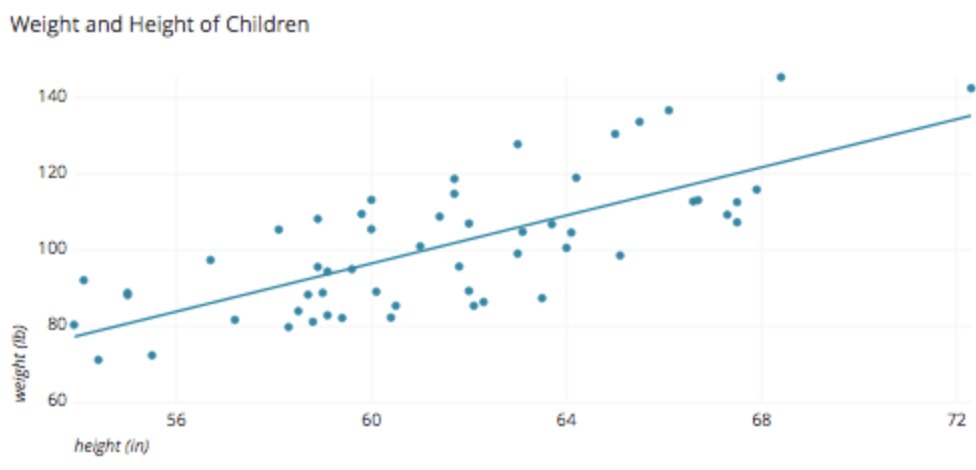 Weight and Height of Children
140
120
100
80
60
weight (lb)
56 60 64 68 72
height (in)